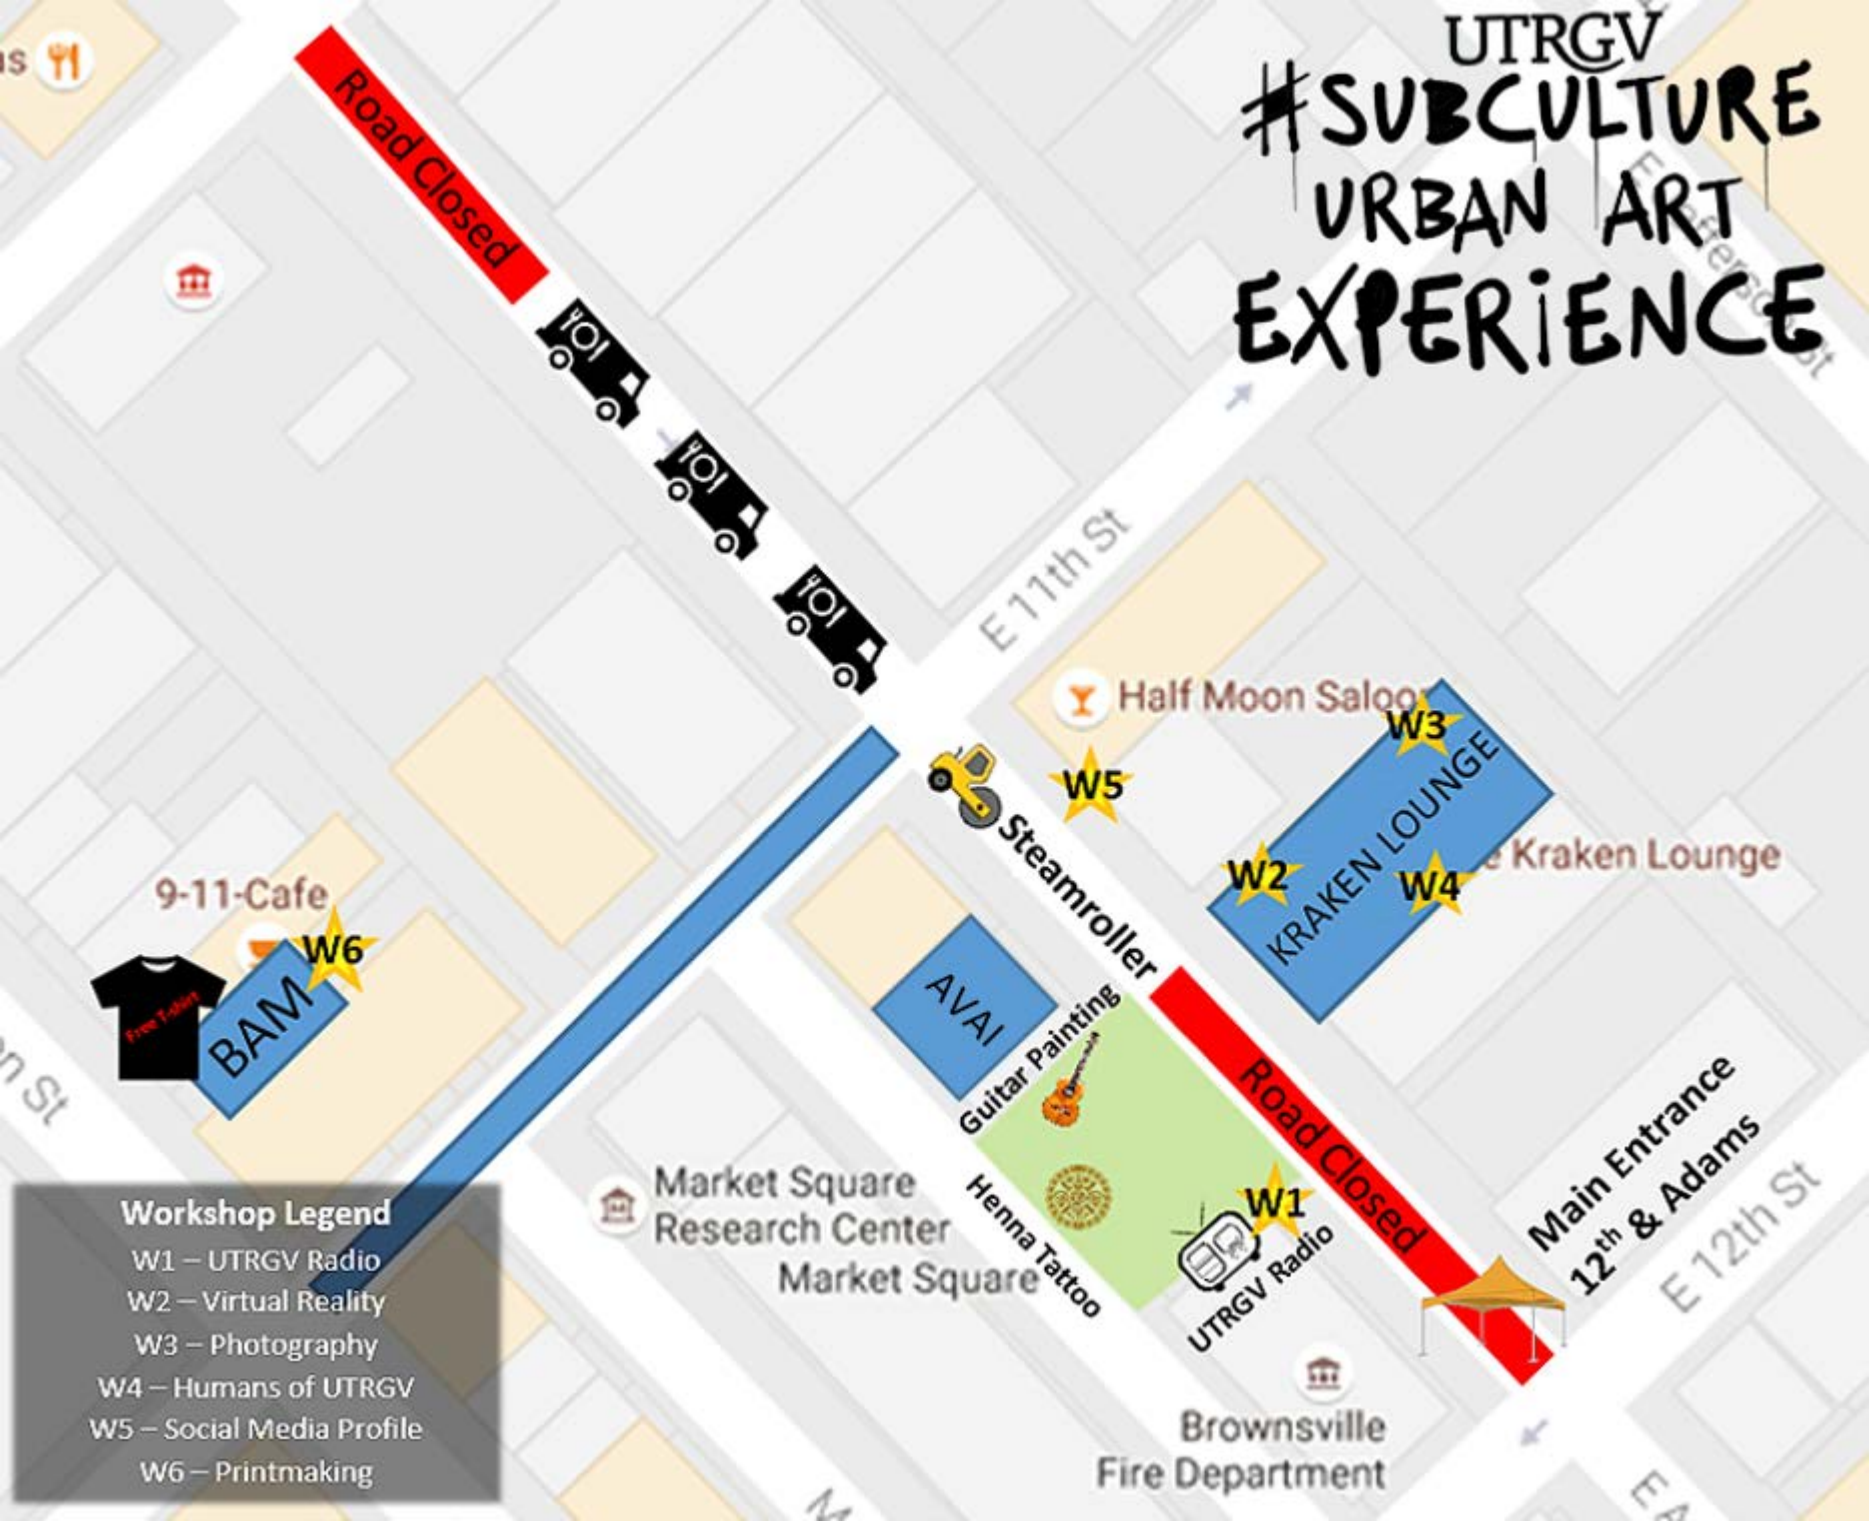 UTRGV
#SUBCULTURE
URBAN ART
EXPERIENCE
Road Closed
E 11th St
Half Moon Saloo
W3
W5
KRAKEN LOUNGE
W2
W4
e Kraken Lounge
Steamroller
9-11-Cafe
W6
Free T-shirt
BAM
AVAI
Guitar Painting
Road Closed
Main Entrance
12th & Adams
E 12th St
Market Square
Research Center
Market Square
Henna Tattoo
W1
UTRGV Radio
Brownsville
Fire Department
Workshop Legend
W1 – UTRGV Radio
W2 – Virtual Reality
W3 – Photography
W4 – Humans of UTRGV
W5 – Social Media Profile
W6 – Printmaking